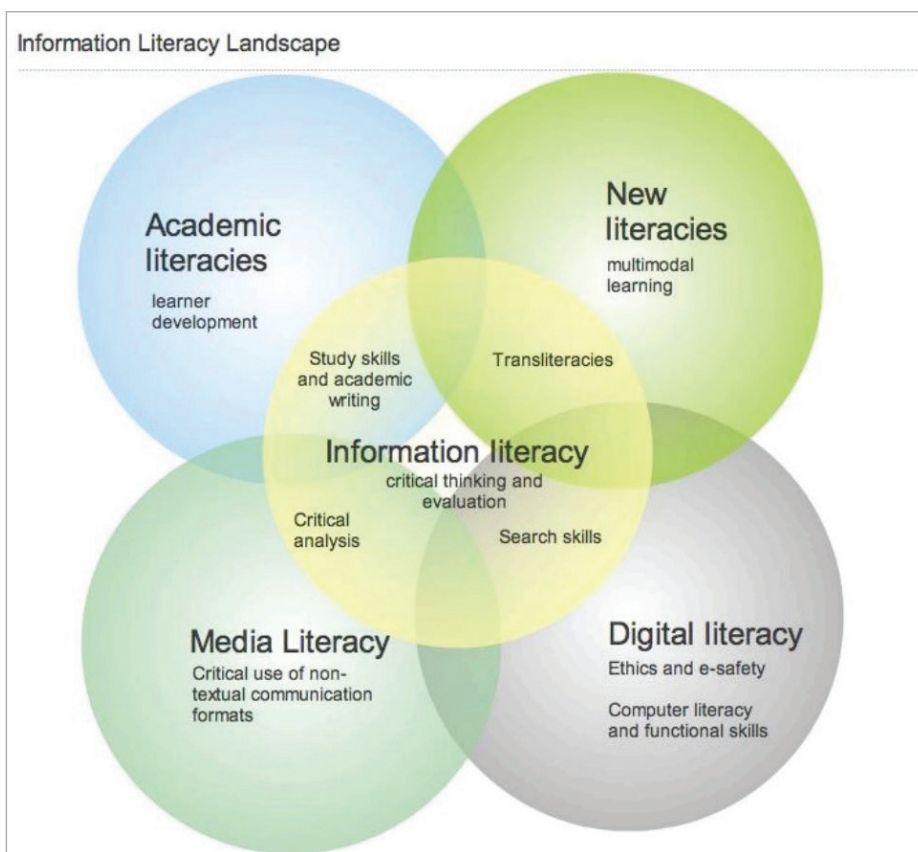 Information Literacy Landscape
Academic
literacies
learner
development
New
literacies
multimodal
learning
Study skills
and academic
writing
Transliteracies
Information literacy
critical thinking and
evaluation
Critical
analysis
Search skills
Media Literacy
Critical use of non-
textual communication
formats
Digital literacy
Ethics and e-safety
Computer literacy
and functional skills